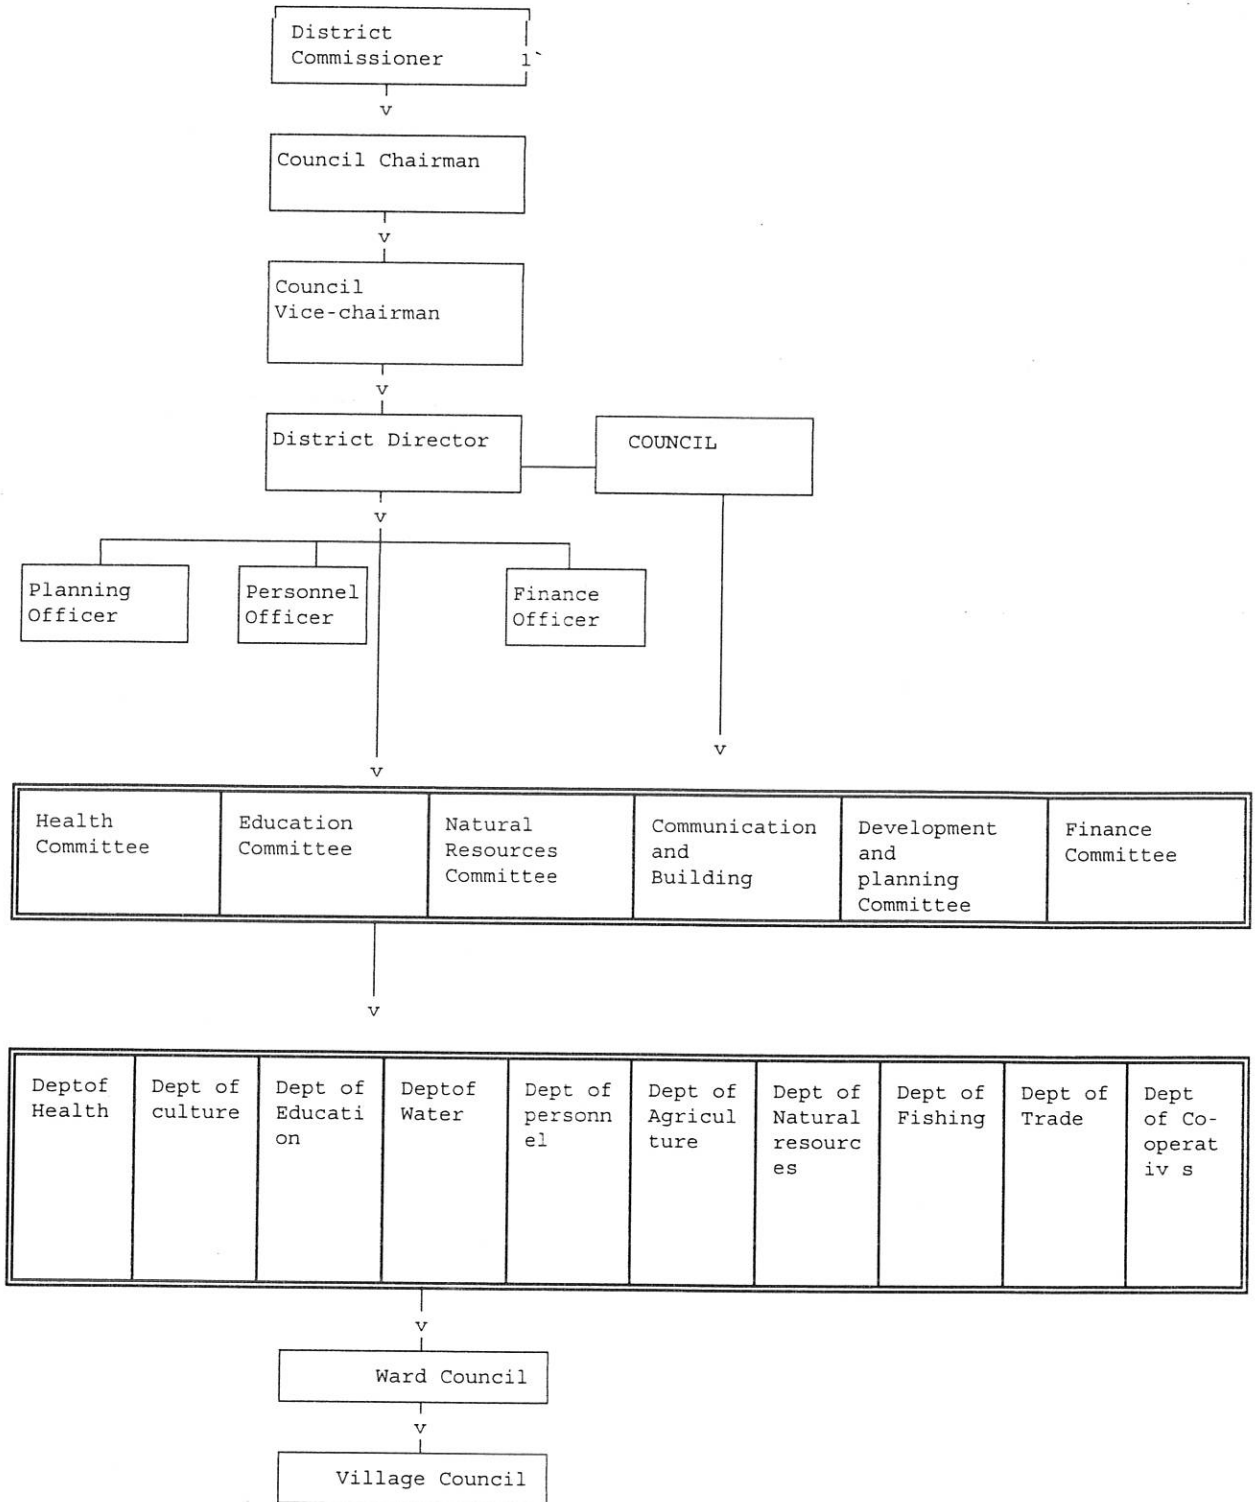 District
Commissioner 1`
v
Council Chairman
v
Council
Vice-chairman
v
District Director
COUNCIL
v
Planning
Officer
Personnel
Officer
Finance
Officer
v
v
Health
Committee
Education
Committee
Natural
Resources
Committee
Communication
and
Building
Development
and
planning
Committee
Finance
Committee
v
Deptof
Health
Dept of
culture
Dept of
Educati
on
Deptof
Water
Dept of
personn
el
Dept of
Agricul
ture
Dept of
Natural
resourc
es
Dept of
Fishing
Dept of
Trade
Dept
of Co-
operat
iv s
v
Ward Council
v
Village Council